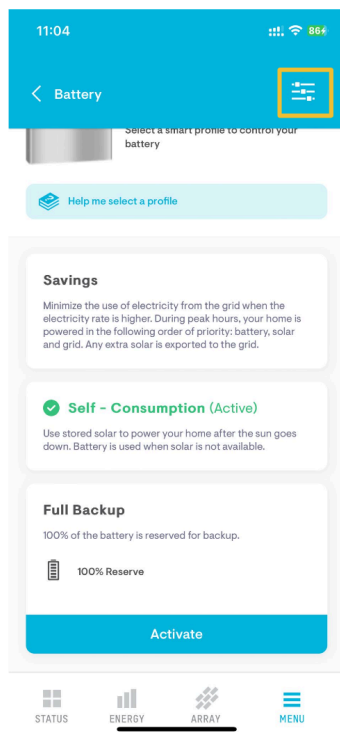 11:04
86
Battery
Select a smart profile to control your
battery
Help me select a profile
Savings
Minimize the use of electricity from the grid when the
electricity rate is higher. During peak hours, your home is
powered in the following order of priority: battery, solar
and grid. Any extra solar is exported to the grid.
Self - Consumption (Active)
Use stored solar to power your home after the sun goes
down. Battery is used when solar is not available.
Full Backup
100% of the battery is reserved for backup.
100% Reserve
Activate
STATUS ENERGY ARRAY MENU